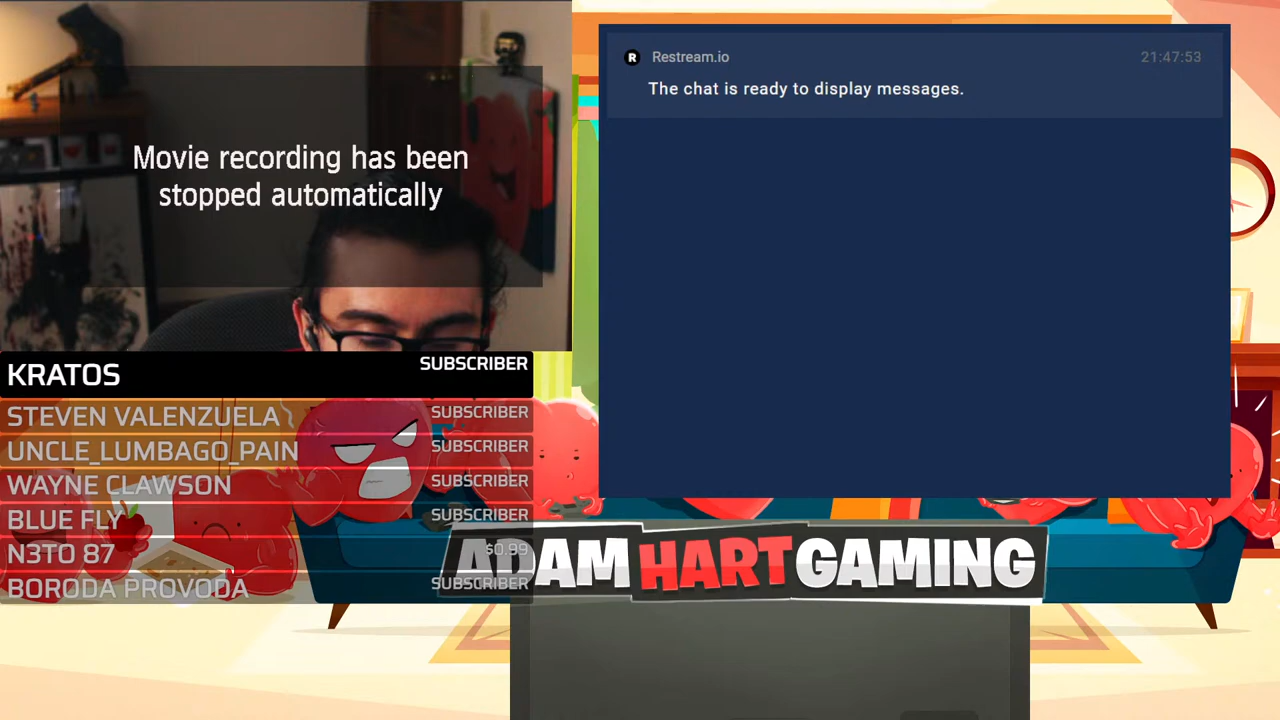 Movie recording has been
stopped automatically
R Restream.io 21:47:53
The chat is ready to display messages.
KRATOS SUBSCRIBER
STEVEN VALENZUELA SUBSCRIBER
UNCLE_LUMBAGO_PAIN SUBSCRIBER
WAYNE CLAWSON SUBSCRIBER
BLUE FLY SUBSCRIBER
N3TO 87 $0.99
BORODA PROVODA SUBSCRIBER
ADAM HART GAMING